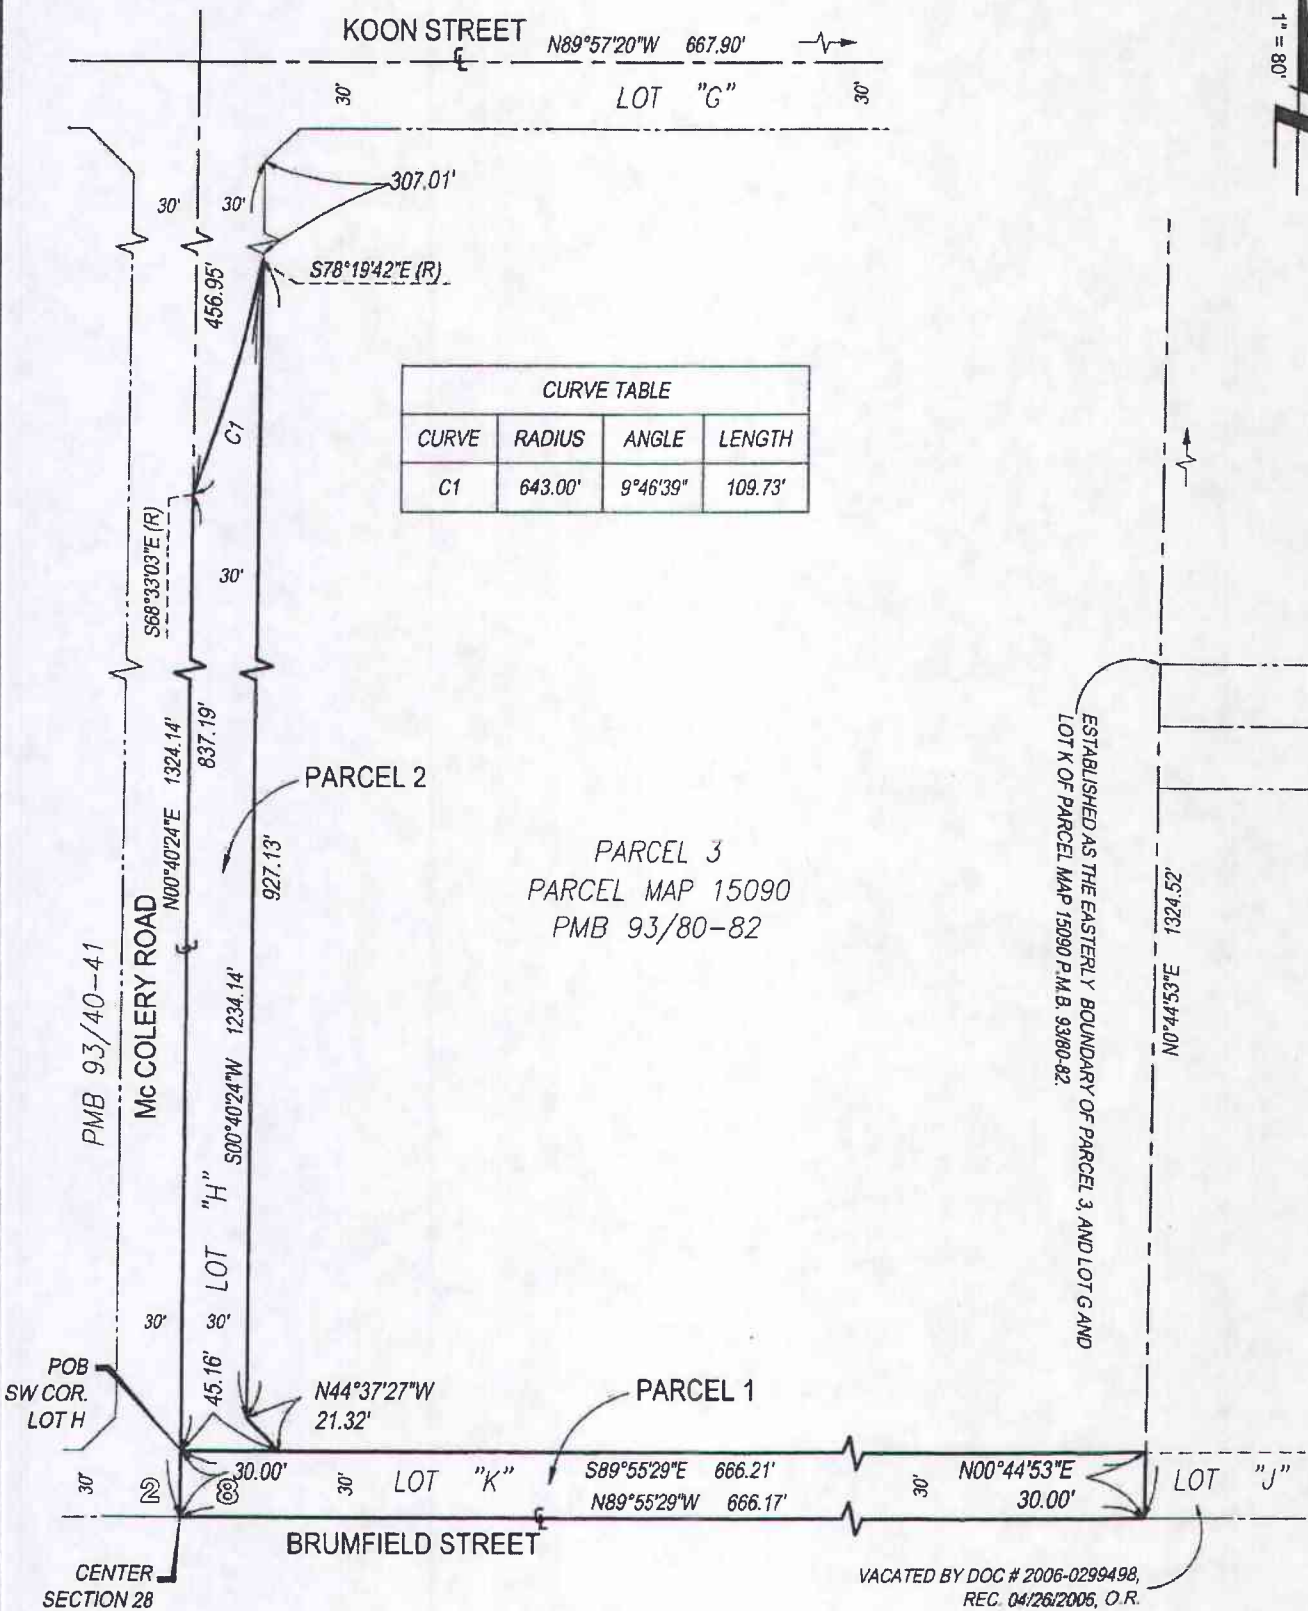 KOON STREET
N89°57'20"W 667.90'
1" = 80'
30'
LOT "G"
30'
307.01'
30'
30'
S78°19'42"E (R)
456.95'
CURVE TABLE
CURVE RADIUS ANGLE LENGTH
C1 643.00' 9°46'39" 109.73'
C1
S68°33'03"E (R)
30'
N00°40'24"E 1324.14'
837.19'
PARCEL 2
927.13'
PARCEL 3
PARCEL MAP 15090
PMB 93/80-82
ESTABLISHED AS THE EASTERLY BOUNDARY OF PARCEL 3, AND LOT G AND
LOT K OF PARCEL MAP 15090 P.M.B. 93/80-82.
N0°44'53"E 1324.52'
PMB 93/40-41
Mc COLERY ROAD
S00°40'24"W 1234.14'
LOT "H"
30'
30'
45.16'
POB
SW COR.
LOT H
N44°37'27"W
21.32'
PARCEL 1
30'
2
8
30.00'
30'
LOT "K"
S89°55'29"E 666.21'
N89°55'29"W 666.17'
30'
N00°44'53"E
30.00'
LOT "J"
BRUMFIELD STREET
CENTER
SECTION 28
VACATED BY DOC # 2006-0299498,
REC. 04/26/2006, O.R.